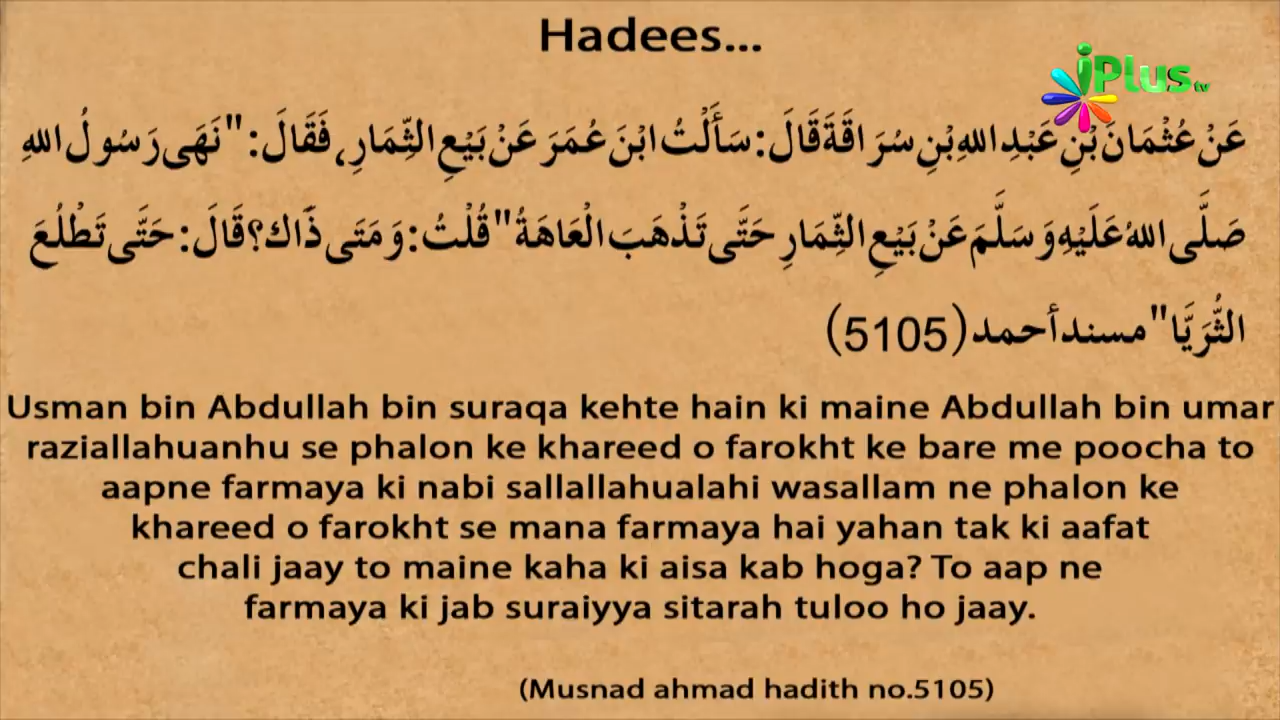 Hadees...
iPlus tv
عَنْ عُثْمَانَ بْنِ عَبْدِ اللهِ بْنِ سُرَاقَةَ قَالَ: سَأَلْتُ ابْنَ عُمَرَ عَنْ بَيْعِ الثِّمَارِ، فَقَالَ: "نَهَى رَسُولُ اللهِ
صَلَّى اللهُ عَلَيْهِ وَسَلَّمَ عَنْ بَيْعِ الثِّمَارِ حَتَّى تَذْهَبَ الْعَاهَةُ" قُلْتُ: وَمَتَى ذَاكَ؟ قَالَ: حَتَّى تَطْلُعَ
الثُّرَيَّا" مسند أحمد (5105)
Usman bin Abdullah bin suraqa kehte hain ki maine Abdullah bin umar
raziallahuanhu se phalon ke khareed o farokht ke bare me poocha to
aapne farmaya ki nabi sallallahualahi wasallam ne phalon ke
khareed o farokht se mana farmaya hai yahan tak ki aafat
chali jaay to maine kaha ki aisa kab hoga? To aap ne
farmaya ki jab suraiyya sitarah tuloo ho jaay.
(Musnad ahmad hadith no.5105)